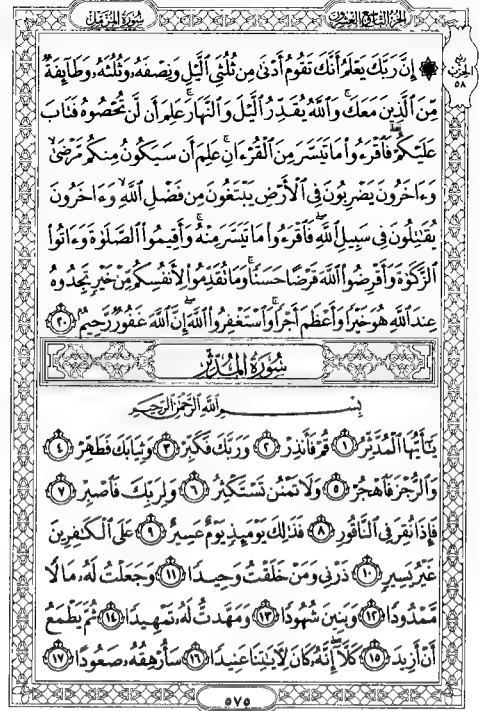 سورة المزمل
الجزء التاسع والعشرون
ربع
الحزب
٥٨
۞ إِنَّ رَبَّكَ يَعْلَمُ أَنَّكَ تَقُومُ أَدْنَىٰ مِن ثُلُثَىِ ٱلَّيْلِ وَنِصْفَهُۥ وَثُلُثَهُۥ وَطَآئِفَةٌ
مِّنَ ٱلَّذِينَ مَعَكَۚ وَٱللَّهُ يُقَدِّرُ ٱلَّيْلَ وَٱلنَّهَارَۚ عَلِمَ أَن لَّن تُحْصُوهُ فَتَابَ
عَلَيْكُمْۖ فَٱقْرَءُوا۟ مَا تَيَسَّرَ مِنَ ٱلْقُرْءَانِۚ عَلِمَ أَن سَيَكُونُ مِنكُم مَّرْضَىٰۙ
وَءَاخَرُونَ يَضْرِبُونَ فِى ٱلْأَرْضِ يَبْتَغُونَ مِن فَضْلِ ٱللَّهِۙ وَءَاخَرُونَ
يُقَٰتِلُونَ فِى سَبِيلِ ٱللَّهِۖ فَٱقْرَءُوا۟ مَا تَيَسَّرَ مِنْهُۚ وَأَقِيمُوا۟ ٱلصَّلَوٰةَ وَءَاتُوا۟
ٱلزَّكَوٰةَ وَأَقْرِضُوا۟ ٱللَّهَ قَرْضًا حَسَنًاۚ وَمَا تُقَدِّمُوا۟ لِأَنفُسِكُم مِّنْ خَيْرٍ تَجِدُوهُ
عِندَ ٱللَّهِ هُوَ خَيْرًا وَأَعْظَمَ أَجْرًاۚ وَٱسْتَغْفِرُوا۟ ٱللَّهَۖ إِنَّ ٱللَّهَ غَفُورٌ رَّحِيمٌۢ ٢٠
سُورَةُ المُدَّثِّرِ
بِسْمِ ٱللَّهِ ٱلرَّحْمَٰنِ ٱلرَّحِيمِ
يَٰٓأَيُّهَا ٱلْمُدَّثِّرُ ١ قُمْ فَأَنذِرْ ٢ وَرَبَّكَ فَكَبِّرْ ٣ وَثِيَابَكَ فَطَهِّرْ ٤
وَٱلرُّجْزَ فَٱهْجُرْ ٥ وَلَا تَمْنُن تَسْتَكْثِرُ ٦ وَلِرَبِّكَ فَٱصْبِرْ ٧
فَإِذَا نُقِرَ فِى ٱلنَّاقُورِ ٨ فَذَٰلِكَ يَوْمَئِذٍ يَوْمٌ عَسِيرٌ ٩ عَلَى ٱلْكَٰفِرِينَ
غَيْرُ يَسِيرٍ ١٠ ذَرْنِى وَمَنْ خَلَقْتُ وَحِيدًا ١١ وَجَعَلْتُ لَهُۥ مَالًا
مَّمْدُودًا ١٢ وَبَنِينَ شُهُودًا ١٣ وَمَهَّدتُّ لَهُۥ تَمْهِيدًا ١٤ ثُمَّ يَطْمَعُ
أَنْ أَزِيدَ ١٥ كَلَّآۖ إِنَّهُۥ كَانَ لِءَايَٰتِنَا عَنِيدًا ١٦ سَأُرْهِقُهُۥ صَعُودًا ١٧
٥٧٥